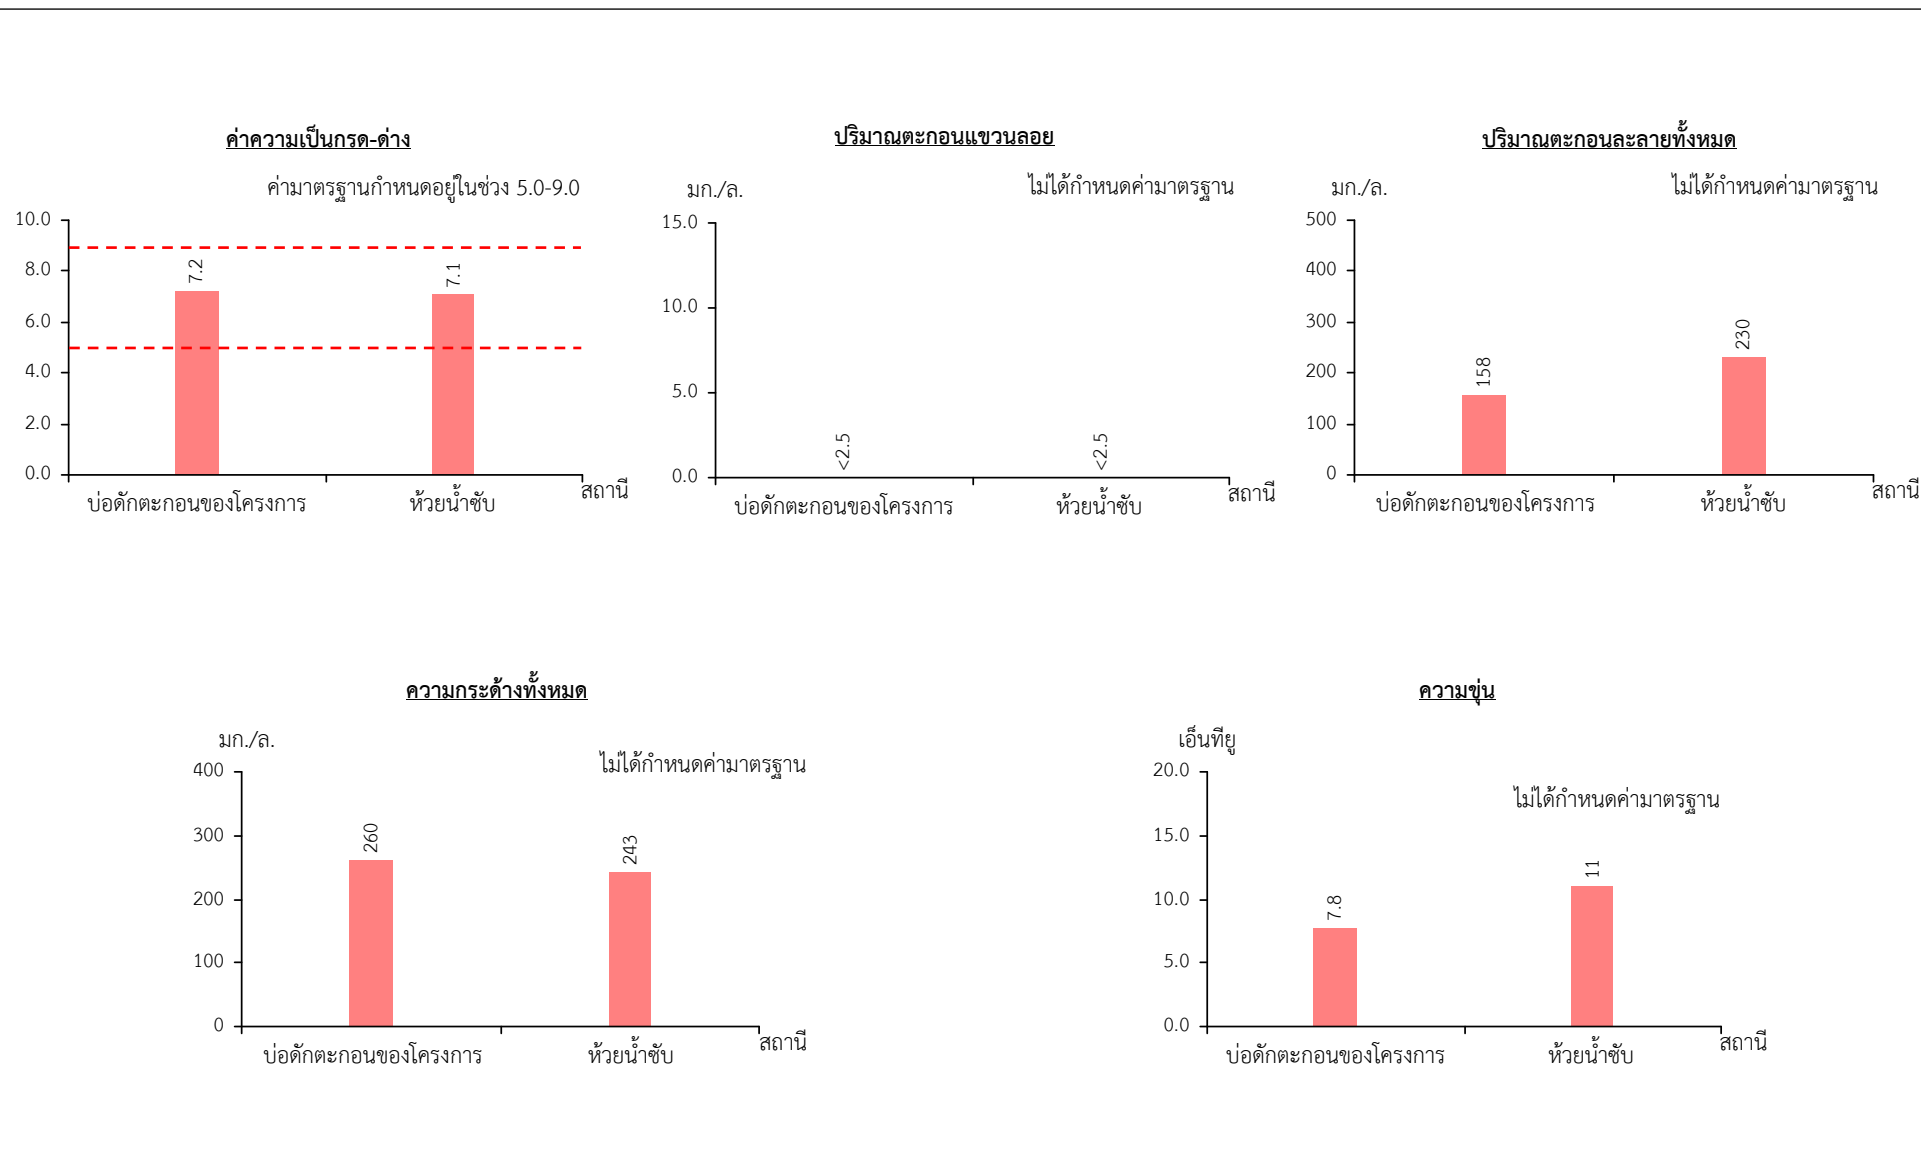 ค่าความเป็นกรด-ด่าง
ค่ามาตรฐานกำหนดอยู่ในช่วง 5.0-9.0
10.0
8.0
6.0
4.0
2.0
0.0
7.2
7.1
บ่อดักตะกอนของโครงการ
ห้วยน้ำซับ
สถานี
ปริมาณตะกอนแขวนลอย
มก./ล.
ไม่ได้กำหนดค่ามาตรฐาน
15.0
10.0
5.0
0.0
<2.5
<2.5
บ่อดักตะกอนของโครงการ
ห้วยน้ำซับ
สถานี
ปริมาณตะกอนละลายทั้งหมด
มก./ล.
ไม่ได้กำหนดค่ามาตรฐาน
500
400
300
200
100
0
158
230
บ่อดักตะกอนของโครงการ
ห้วยน้ำซับ
สถานี
ความกระด้างทั้งหมด
มก./ล.
ไม่ได้กำหนดค่ามาตรฐาน
400
300
200
100
0
260
243
บ่อดักตะกอนของโครงการ
ห้วยน้ำซับ
สถานี
ความขุ่น
เอ็นทียู
ไม่ได้กำหนดค่ามาตรฐาน
20.0
15.0
10.0
5.0
0.0
7.8
11
บ่อดักตะกอนของโครงการ
ห้วยน้ำซับ
สถานี